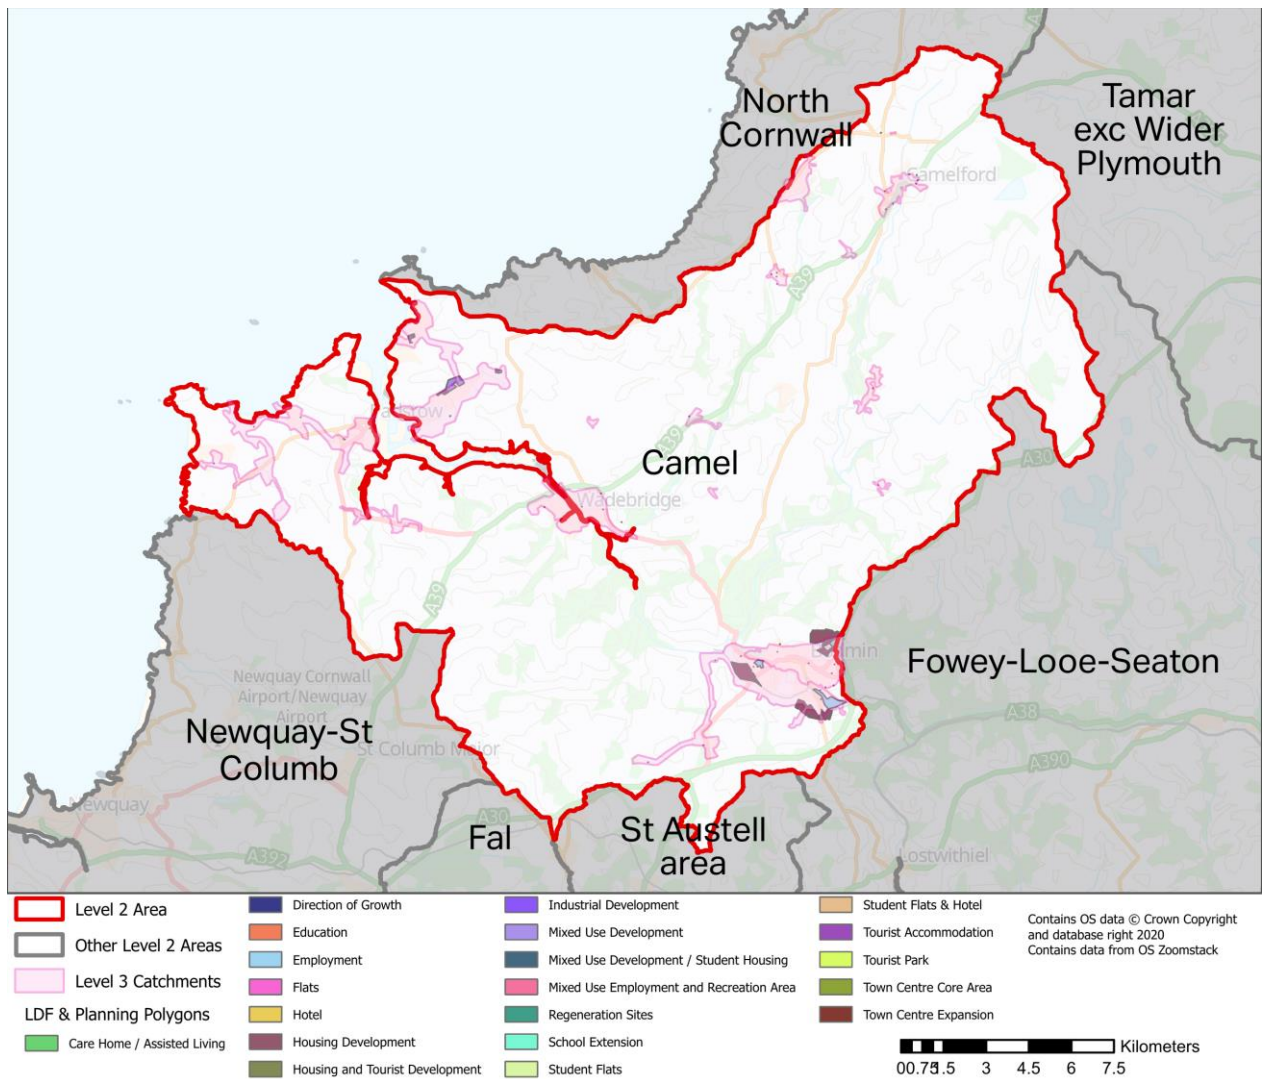 North
Cornwall
Tamar
exc Wider
Plymouth
Camelford
A39
A39
A30
Camel
Wadebridge
A39
Fowey-Looe-Seaton
Newquay Cornwall
Airport/Newquay
Airport
Newquay-St
Columb
St Columb Major
A38
A390
Newquay
A30
Fal
St Austell
area
A392
Lostwithiel
Level 2 Area
Other Level 2 Areas
Level 3 Catchments
LDF & Planning Polygons
Care Home / Assisted Living
Direction of Growth
Education
Employment
Flats
Hotel
Housing Development
Housing and Tourist Development
Industrial Development
Mixed Use Development
Mixed Use Development / Student Housing
Mixed Use Employment and Recreation Area
Regeneration Sites
School Extension
Student Flats
Student Flats & Hotel
Tourist Accommodation
Tourist Park
Town Centre Core Area
Town Centre Expansion
Contains OS data © Crown Copyright
and database right 2020
Contains data from OS Zoomstack
Kilometers
00.751.5 3 4.5 6 7.5